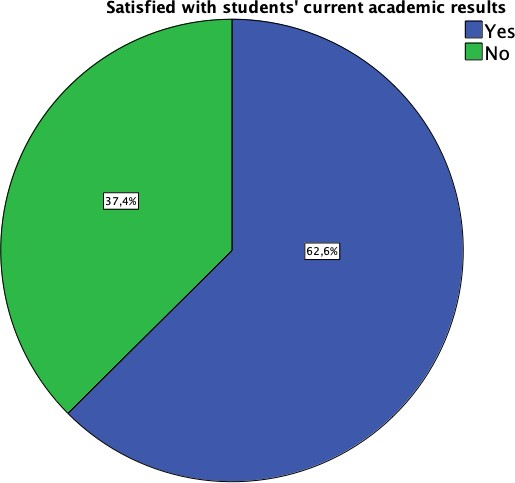 Satisfied with students' current academic results
Yes
No
37,4%
62,6%